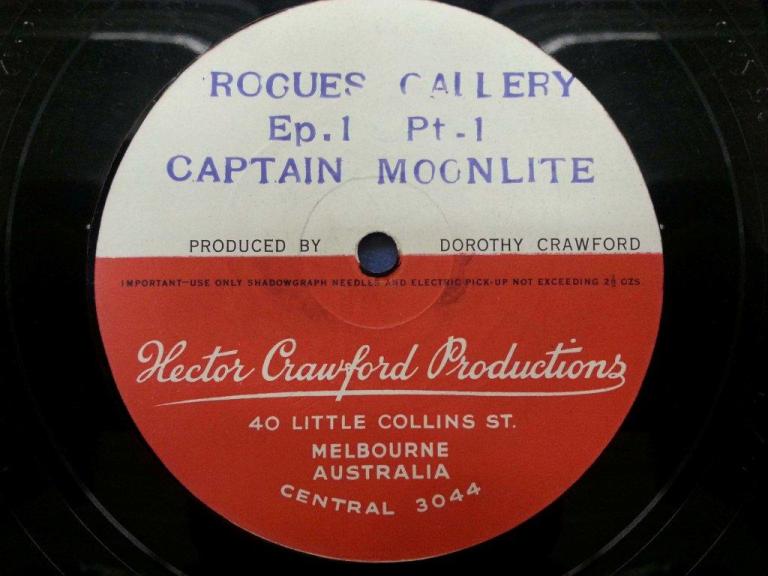 ROGUES GALLERY
Ep.1 Pt-1
CAPTAIN MOONLITE
PRODUCED BY DOROTHY CRAWFORD
IMPORTANT—USE ONLY SHADOWGRAPH NEEDLES AND ELECTRIC PICK-UP NOT EXCEEDING 2½ OZS.
Hector Crawford Productions
40 LITTLE COLLINS ST.
MELBOURNE
AUSTRALIA
CENTRAL 3044